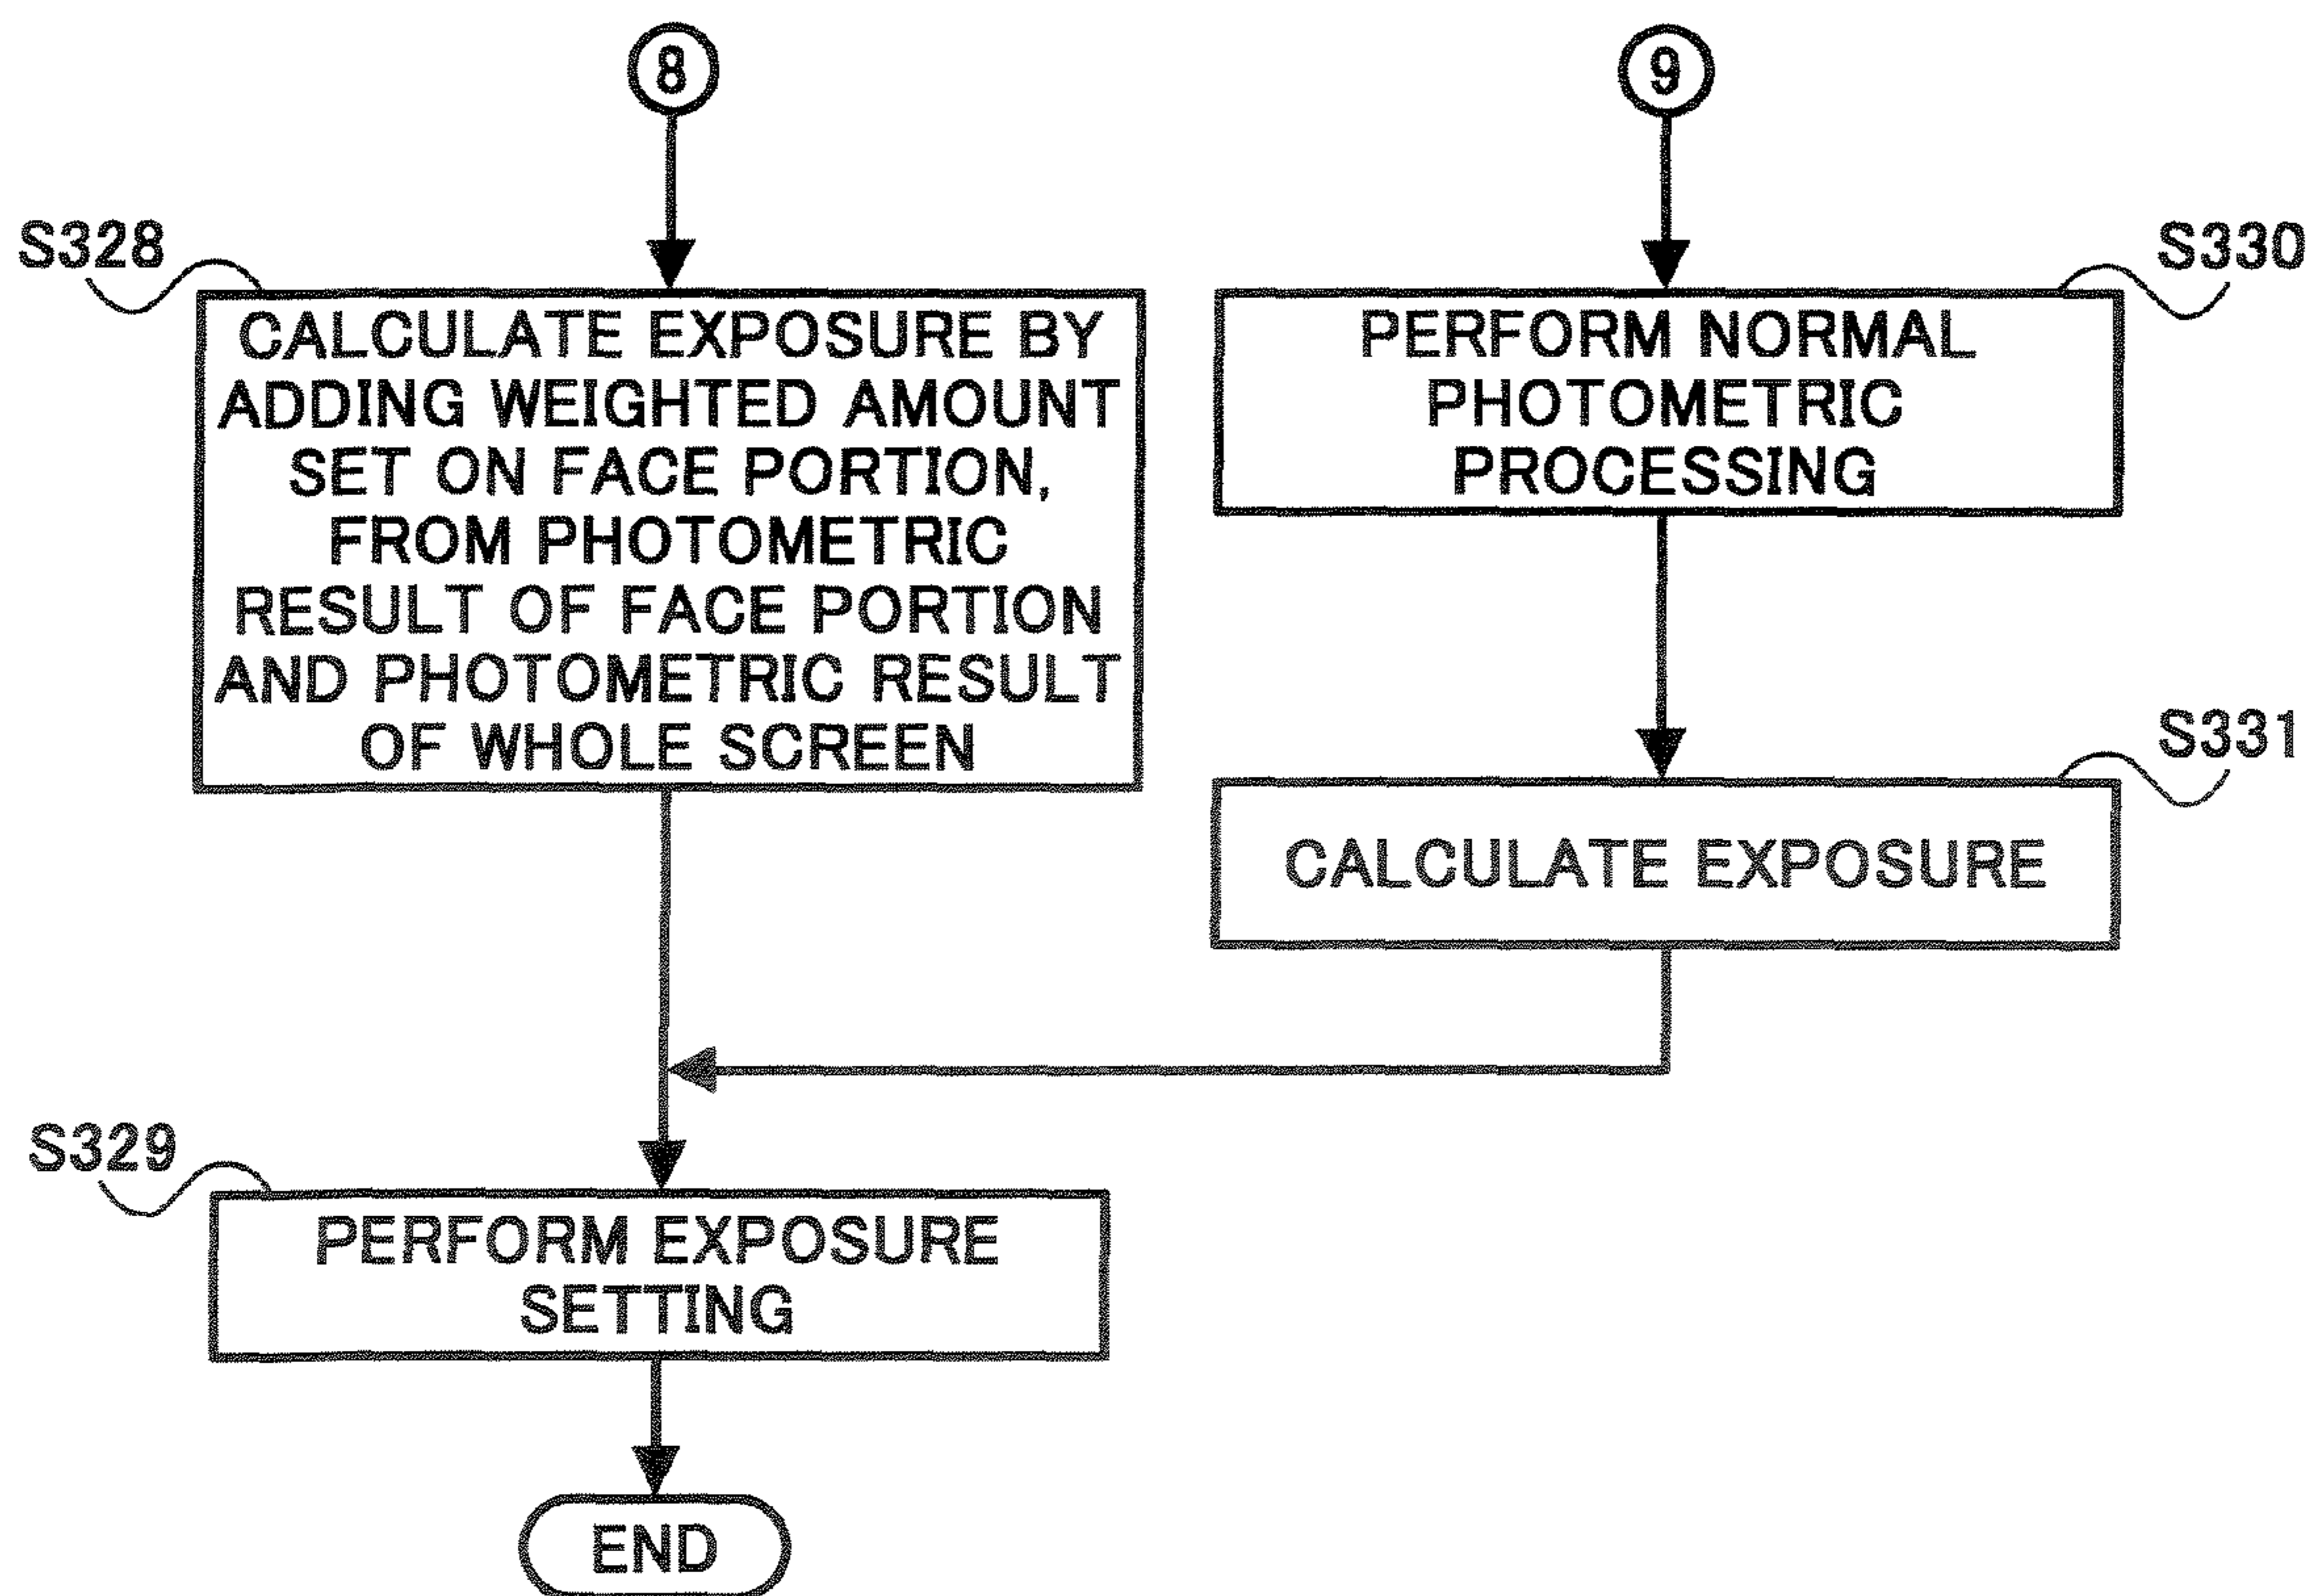 8
9
S328
CALCULATE EXPOSURE BY
ADDING WEIGHTED AMOUNT
SET ON FACE PORTION,
FROM PHOTOMETRIC
RESULT OF FACE PORTION
AND PHOTOMETRIC RESULT
OF WHOLE SCREEN
S330
PERFORM NORMAL
PHOTOMETRIC
PROCESSING
S331
CALCULATE EXPOSURE
S329
PERFORM EXPOSURE
SETTING
END